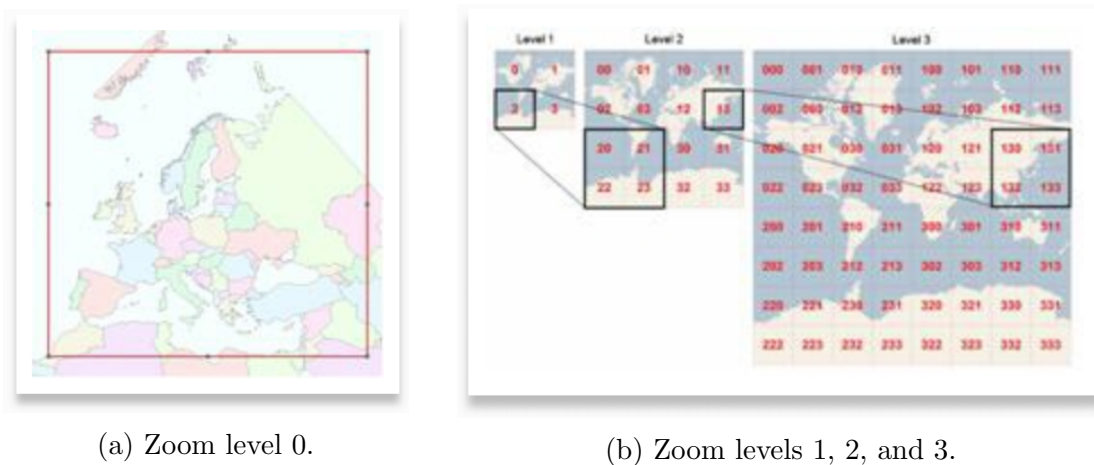 Level 1 Level 2 Level 3
0 1 00 01 10 11 000 001 010 011 100 101 110 111
2 3 02 03 12 13 002 003 012 013 102 103 112 113
20 21 30 31 020 021 030 031 120 121 130 131
22 23 32 33 022 023 032 033 122 123 132 133
200 201 210 211 300 301 310 311
202 203 212 213 302 303 312 313
220 221 230 231 320 321 330 331
222 223 232 233 322 323 332 333
(a) Zoom level 0.
(b) Zoom levels 1, 2, and 3.